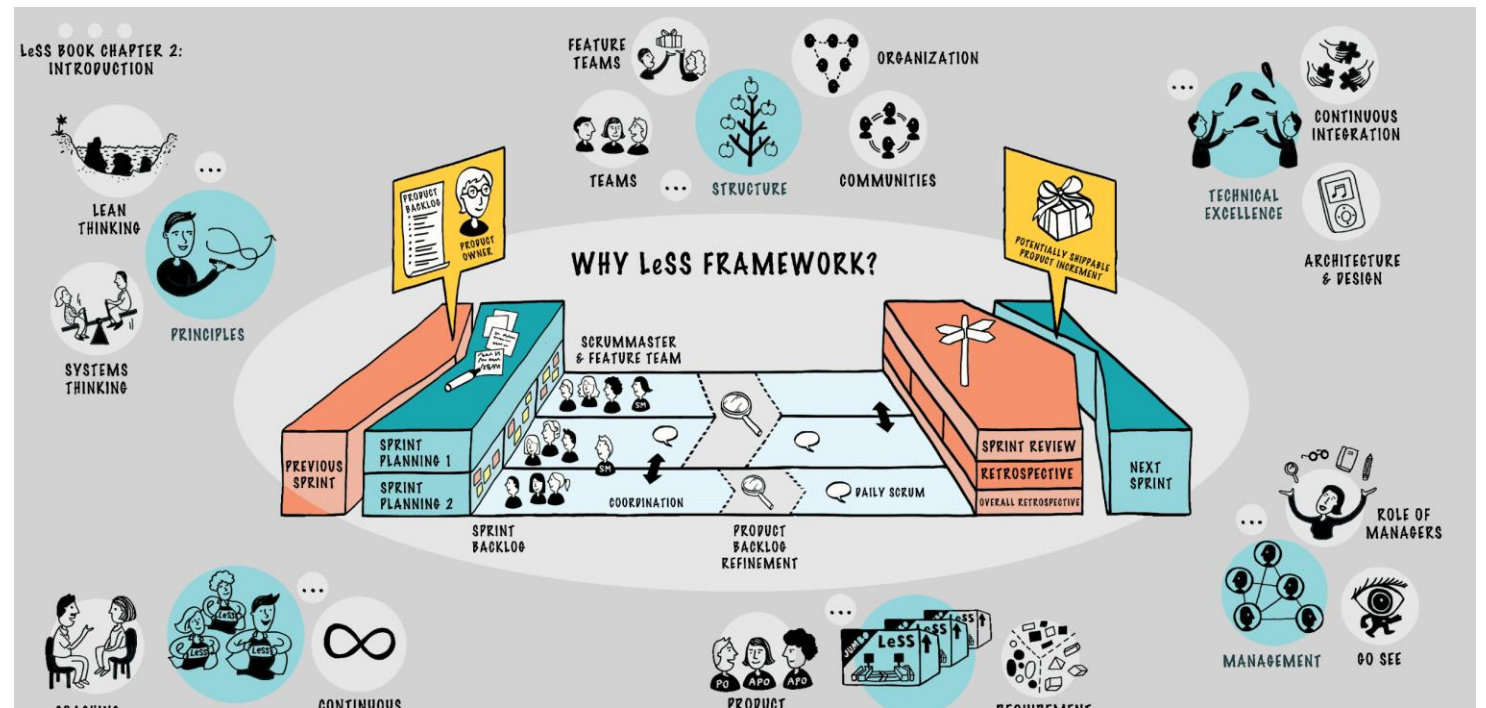 LeSS BOOK CHAPTER 2:
INTRODUCTION
LEAN
THINKING
SYSTEMS
THINKING
PRINCIPLES
FEATURE
TEAMS
TEAMS
STRUCTURE
ORGANIZATION
COMMUNITIES
CONTINUOUS
INTEGRATION
TECHNICAL
EXCELLENCE
ARCHITECTURE
& DESIGN
PRODUCT
BACKLOG
PRODUCT
OWNER
WHY LeSS FRAMEWORK?
POTENTIALLY SHIPPABLE
PRODUCT INCREMENT
SCRUMMASTER
& FEATURE TEAM
SM
SM
PREVIOUS
SPRINT
SPRINT
PLANNING 1
SPRINT
PLANNING 2
COORDINATION
DAILY SCRUM
SPRINT REVIEW
RETROSPECTIVE
OVERALL RETROSPECTIVE
NEXT
SPRINT
SPRINT
BACKLOG
PRODUCT
BACKLOG
REFINEMENT
ROLE OF
MANAGERS
MANAGEMENT
GO SEE
LeSS
LeSS
LeSS
CONTINUOUS
PO
APO
APO
PRODUCT
JUMBO
LeSS
REQUIREMENT